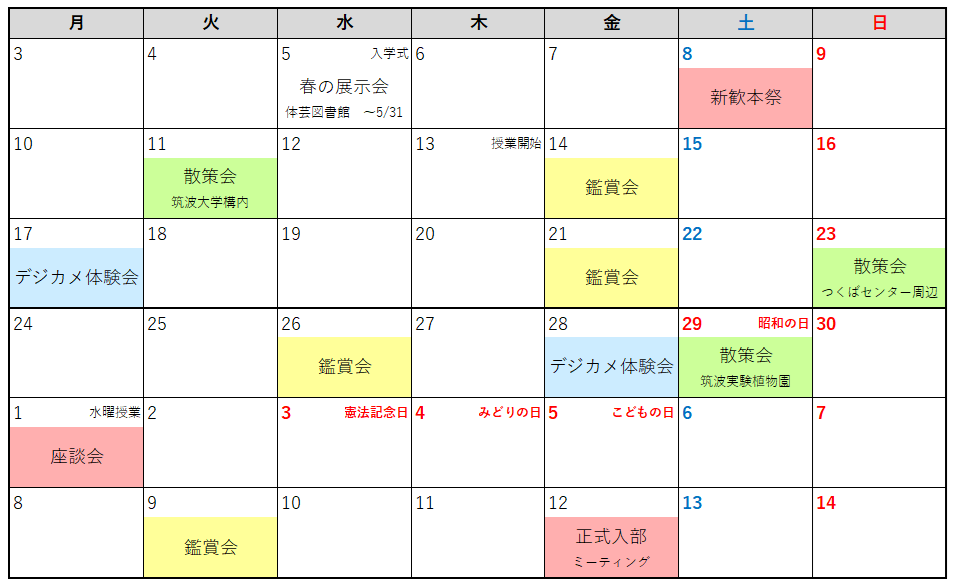 月 火 水 木 金 土 日
3 4 5 入学式 6 7 8 9
春の展示会
体芸図書館　～5/31
新歓本祭
10 11 12 13 授業開始 14 15 16
散策会
筑波大学構内
鑑賞会
17 18 19 20 21 22 23
デジカメ体験会
鑑賞会
散策会
つくばセンター周辺
24 25 26 27 28 29 昭和の日 30
鑑賞会
デジカメ体験会
散策会
筑波実験植物園
1 水曜授業 2 3 憲法記念日 4 みどりの日 5 こどもの日 6 7
座談会
8 9 10 11 12 13 14
鑑賞会
正式入部
ミーティング